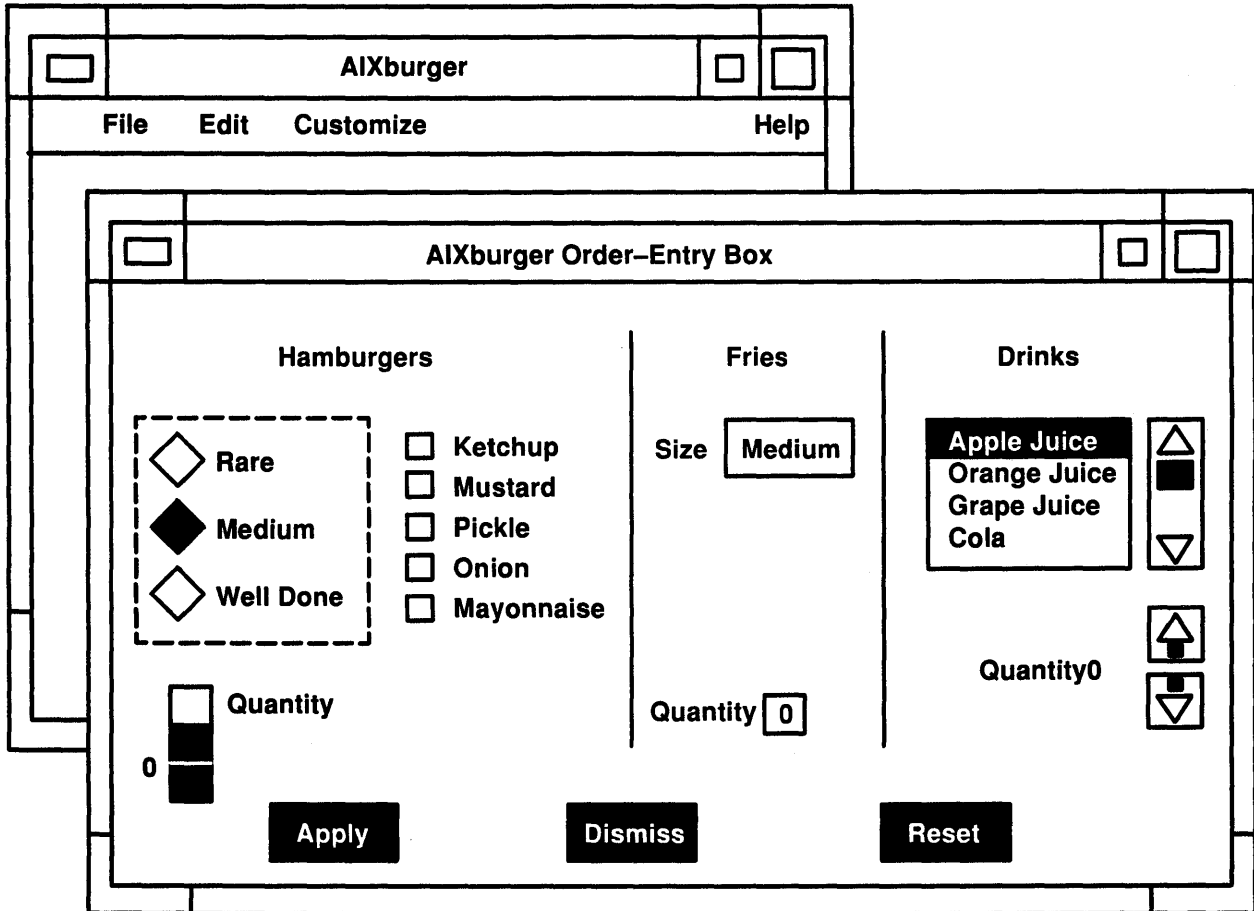 AIXburger
File Edit Customize Help
AIXburger Order–Entry Box
Hamburgers
Rare
Medium
Well Done
Ketchup
Mustard
Pickle
Onion
Mayonnaise
Quantity
0
Fries
Size Medium
Quantity 0
Drinks
Apple Juice
Orange Juice
Grape Juice
Cola
Quantity0
Apply Dismiss Reset